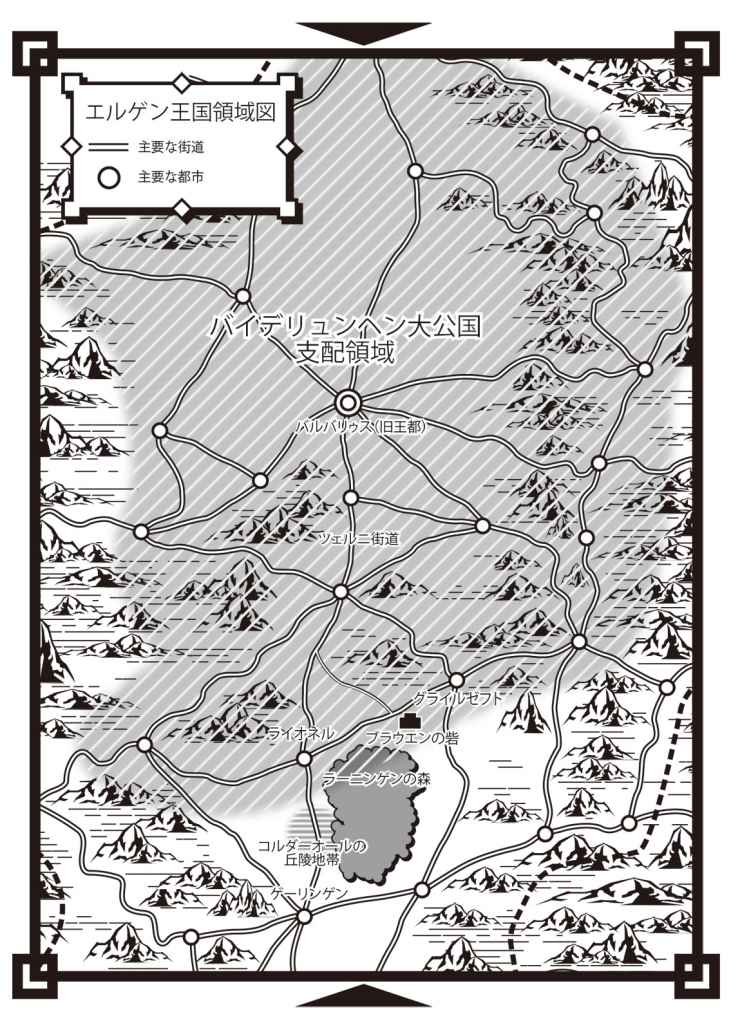 エルゲン王国領域図
主要な街道
主要な都市
バイデリュンヘン大公国
支配領域
バルバリゥス（旧王都）
ツェルニ街道
グライルゼフト
ライオネル
ブラウエンの砦
ラーニンゲンの森
コルダーオールの
丘陵地帯
ゲーリンゲン